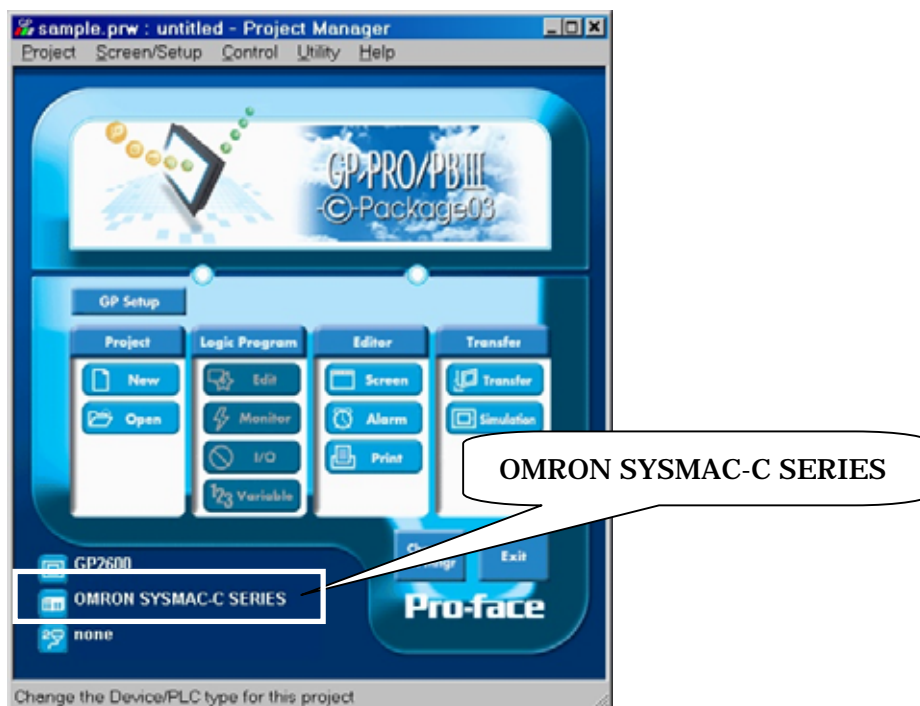 sample.prw : untitled - Project Manager
Project Screen/Setup Control Utility Help
GP-PRO/PBIII
-©-Package03
GP Setup
Project Logic Program Editor Transfer
New Edit Screen Transfer
Open Monitor Alarm Simulation
I/O Print
123 Variable
OMRON SYSMAC-C SERIES
Exit
GP2600
OMRON SYSMAC-C SERIES
Pro-face
none
Change the Device/PLC type for this project